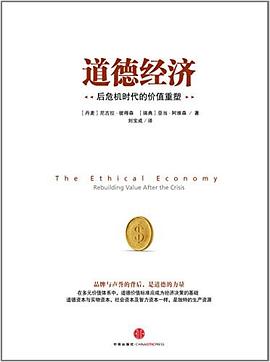 道德经济
后危机时代的价值重塑
［丹麦］尼古拉·彼得森 ［瑞典］亚当·阿维森 著
刘宝成 译
The Ethical Economy
Rebuilding Value After the Crisis
$
品牌与声誉的背后，是道德的力量
在多元价值体系中，道德价值标准应成为经济决策的基础
道德资本与实物资本、社会资本及智力资本一样，是独特的生产资源
中信出版社·CHINACITICPRESS